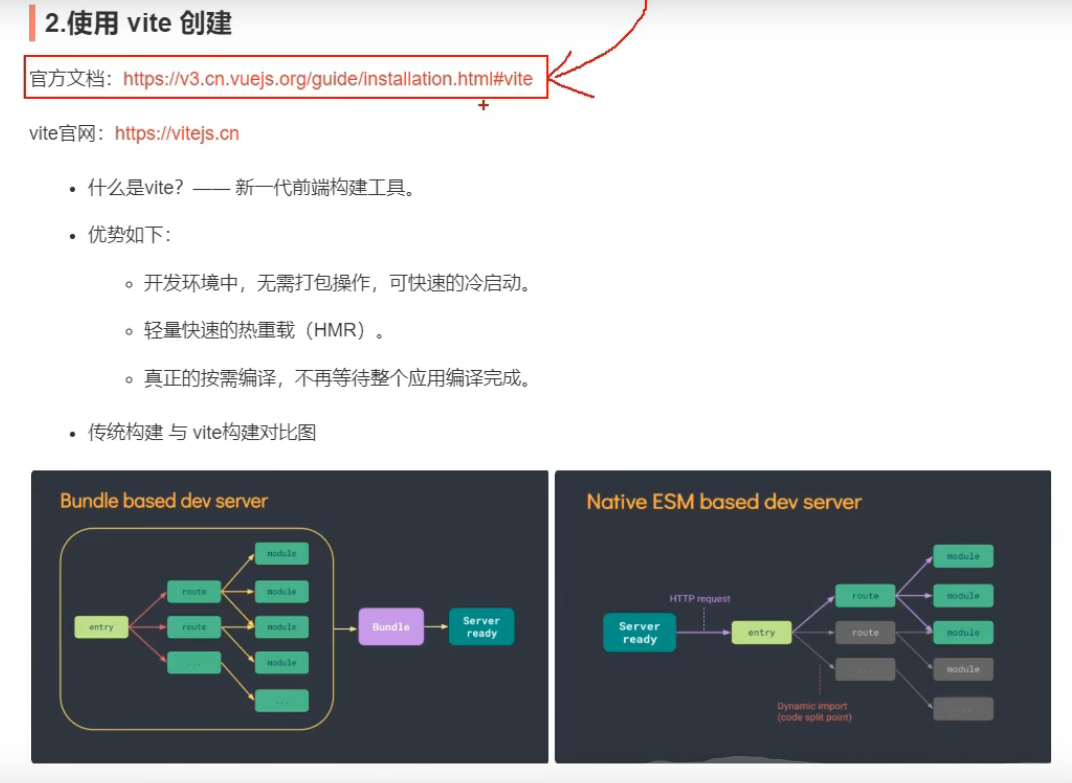 2.使用 vite 创建
官方文档：https://v3.cn.vuejs.org/guide/installation.html#vite
vite官网：https://vitejs.cn
什么是vite？—— 新一代前端构建工具。
优势如下：
开发环境中，无需打包操作，可快速的冷启动。
轻量快速的热重载（HMR）。
真正的按需编译，不再等待整个应用编译完成。
传统构建 与 vite构建对比图
Bundle based dev server
module
route
module
entry
route
module
Bundle
Server
ready
...
module
...
Native ESM based dev server
module
HTTP request
route
module
Server
ready
entry
route
module
...
module
Dynamic import
(code split point)
...